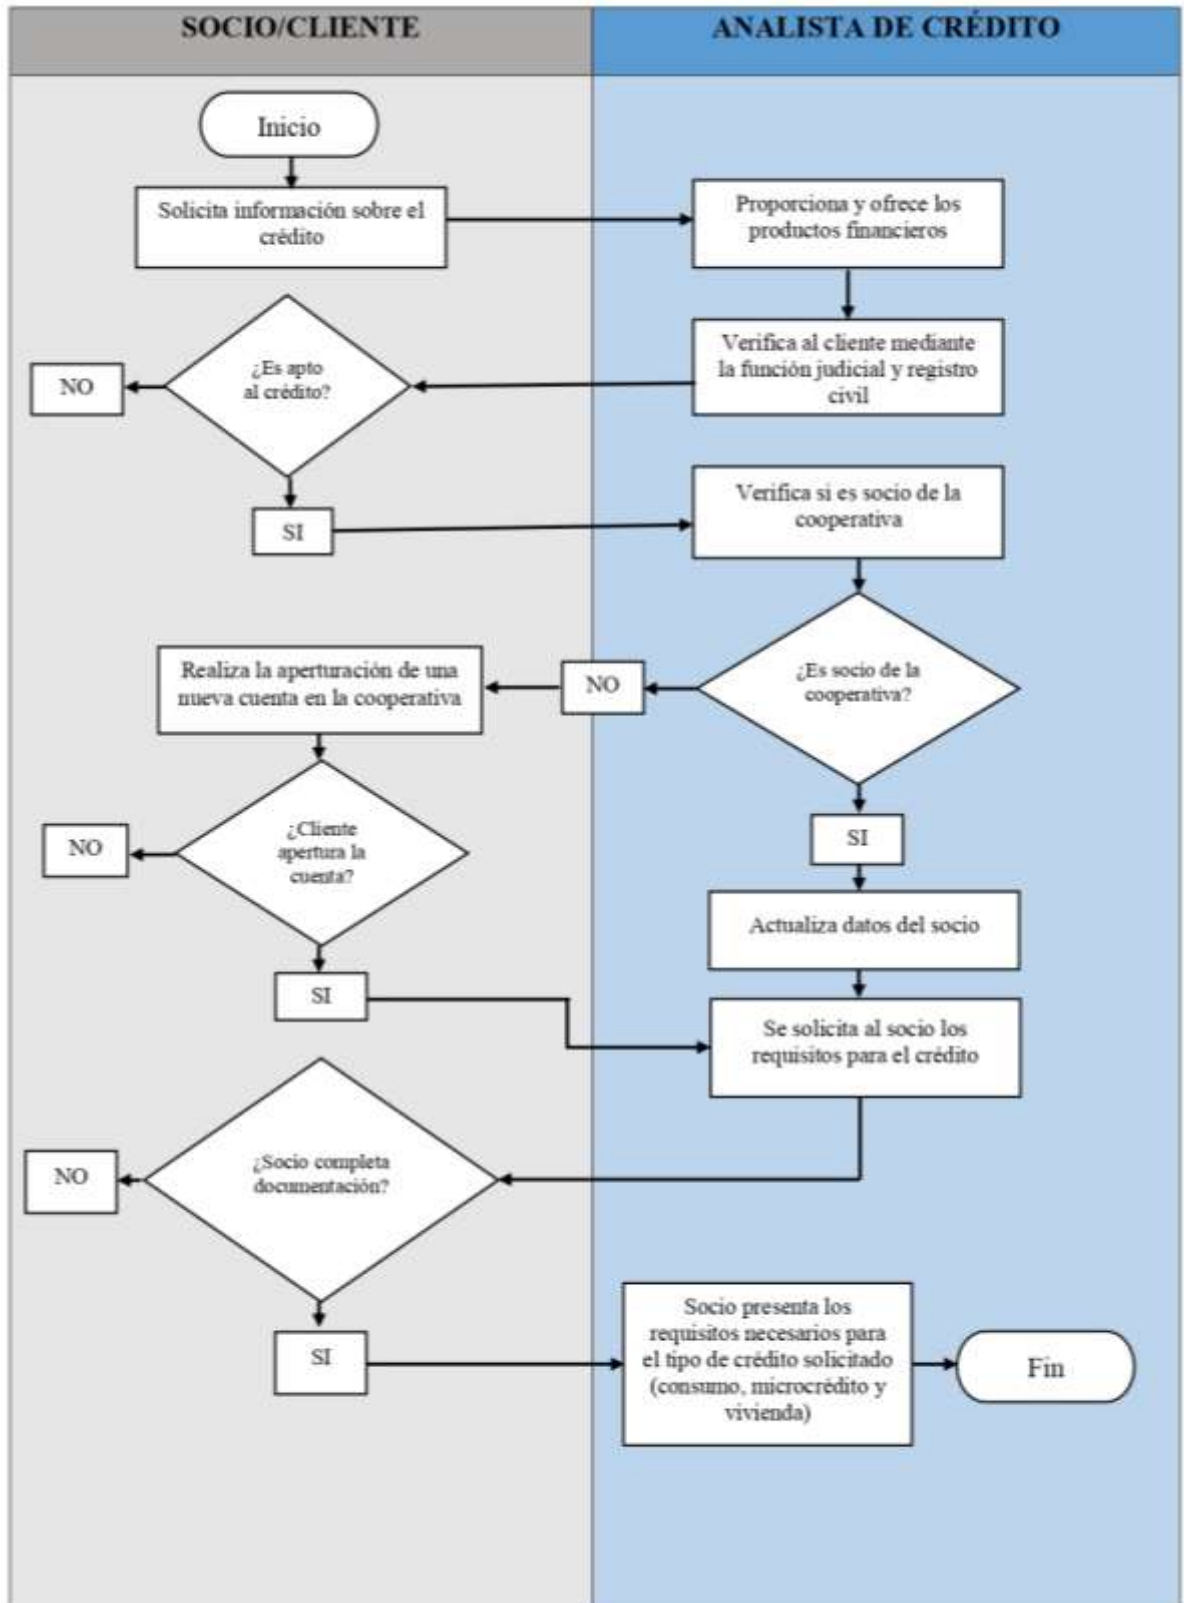 SOCIO/CLIENTE
ANALISTA DE CRÉDITO
Inicio
Solicita información sobre el
crédito
Proporciona y ofrece los
productos financieros
Verifica al cliente mediante
la función judicial y registro
civil
¿Es apto
al crédito?
NO
SI
Verifica si es socio de la
cooperativa
¿Es socio de la
cooperativa?
NO
Realiza la aperturación de una
nueva cuenta en la cooperativa
¿Cliente
apertura la
cuenta?
NO
SI
SI
Actualiza datos del socio
Se solicita al socio los
requisitos para el crédito
¿Socio completa
documentación?
NO
SI
Socio presenta los
requisitos necesarios para
el tipo de crédito solicitado
(consumo, microcrédito y
vivienda)
Fin